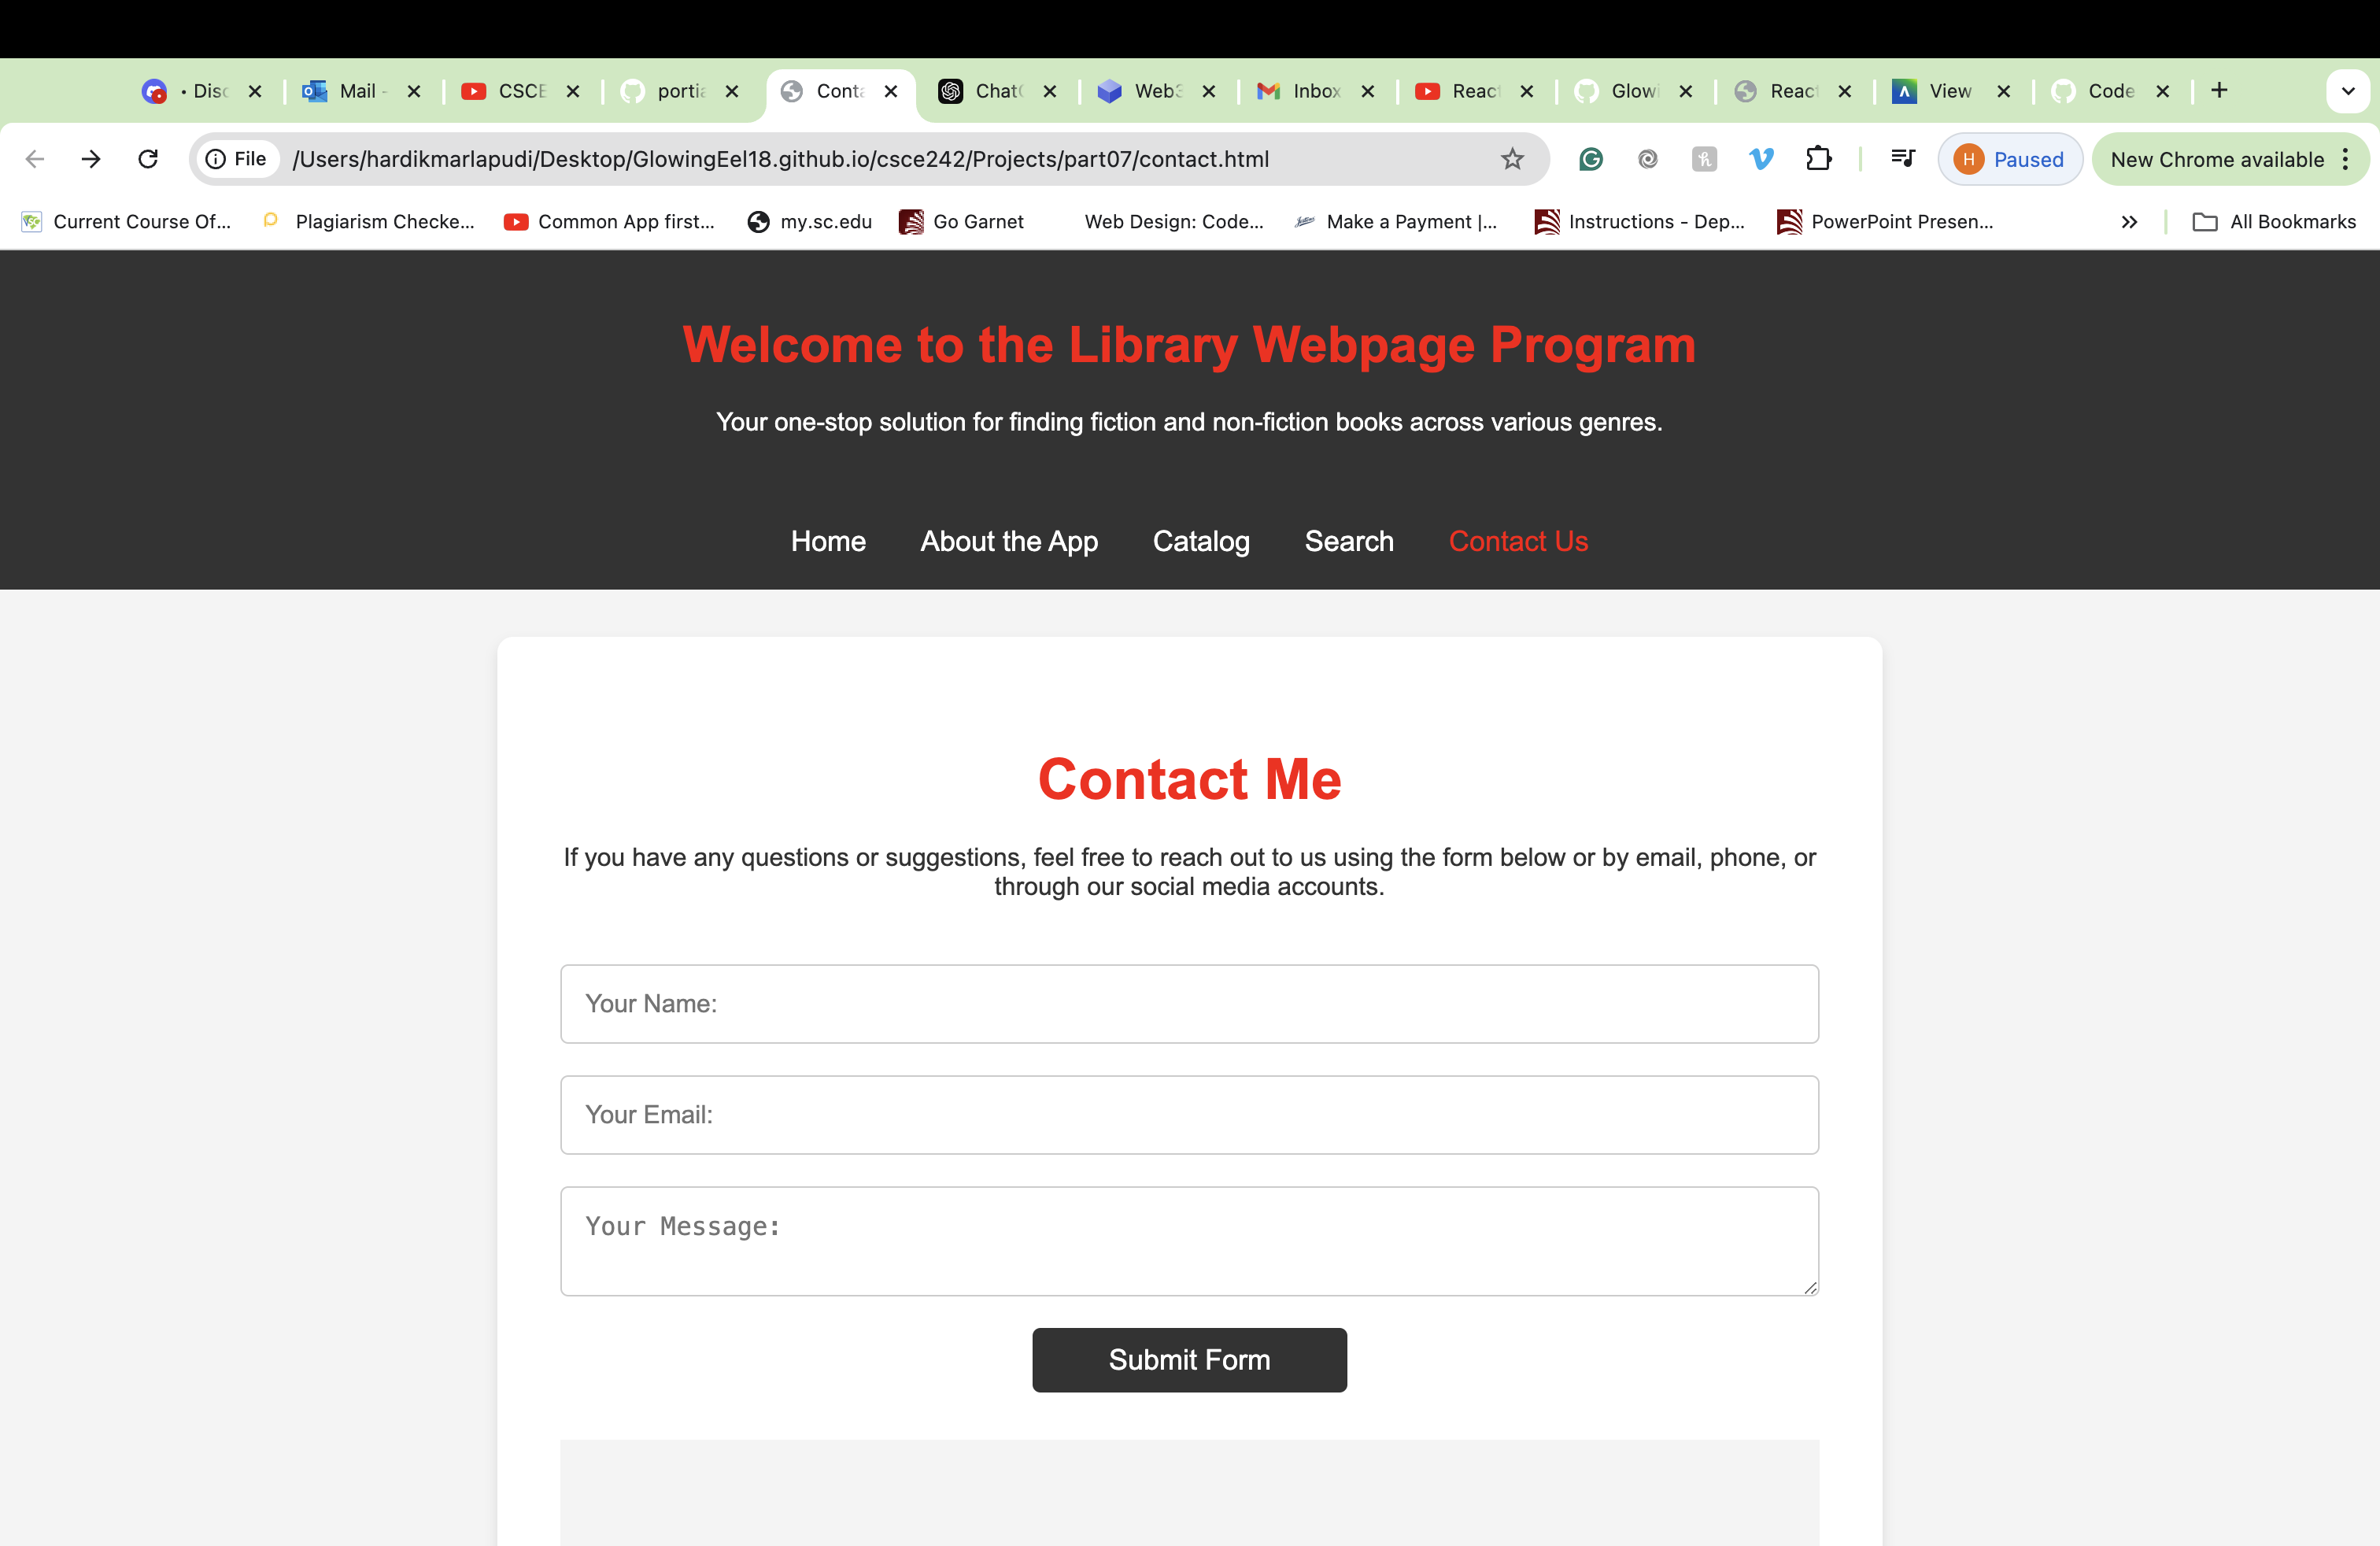 Disc
Mail -
CSCE
portia
Conta
Chat
Web3
Inbox
React
Glowi
React
View
Code
File
/Users/hardikmarlapudi/Desktop/GlowingEel18.github.io/csce242/Projects/part07/contact.html
H
Paused
New Chrome available
Current Course Of...
Plagiarism Checke...
Common App first...
my.sc.edu
Go Garnet
Web Design: Code...
Make a Payment |...
Instructions - Dep...
PowerPoint Presen...
All Bookmarks
Welcome to the Library Webpage Program
Your one-stop solution for finding fiction and non-fiction books across various genres.
Home
About the App
Catalog
Search
Contact Us
Contact Me
If you have any questions or suggestions, feel free to reach out to us using the form below or by email, phone, or
through our social media accounts.
Your Name:
Your Email:
Your Message:
Submit Form